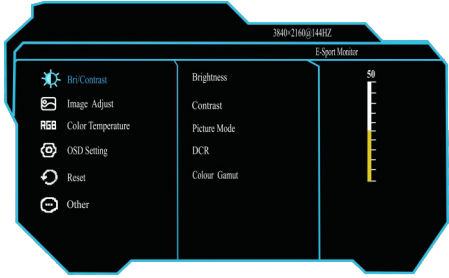 3840×2160@144HZ
E-Sport Monitor
Bri/Contrast
Image Adjust
RGB Color Temperature
OSD Setting
Reset
Other
Brightness
Contrast
Picture Mode
DCR
Colour Gamut
50